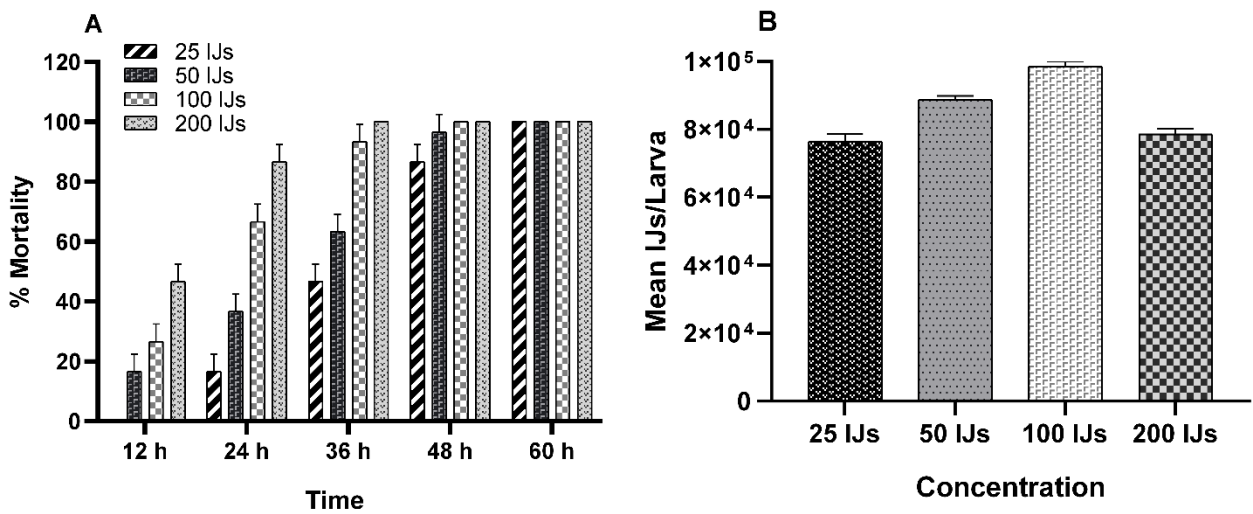 A
25 IJs
50 IJs
100 IJs
200 IJs
% Mortality
120
100
80
60
40
20
0
12 h 24 h 36 h 48 h 60 h
Time
B
Mean IJs/Larva
1×10⁵
8×10⁴
6×10⁴
4×10⁴
2×10⁴
0
25 IJs 50 IJs 100 IJs 200 IJs
Concentration